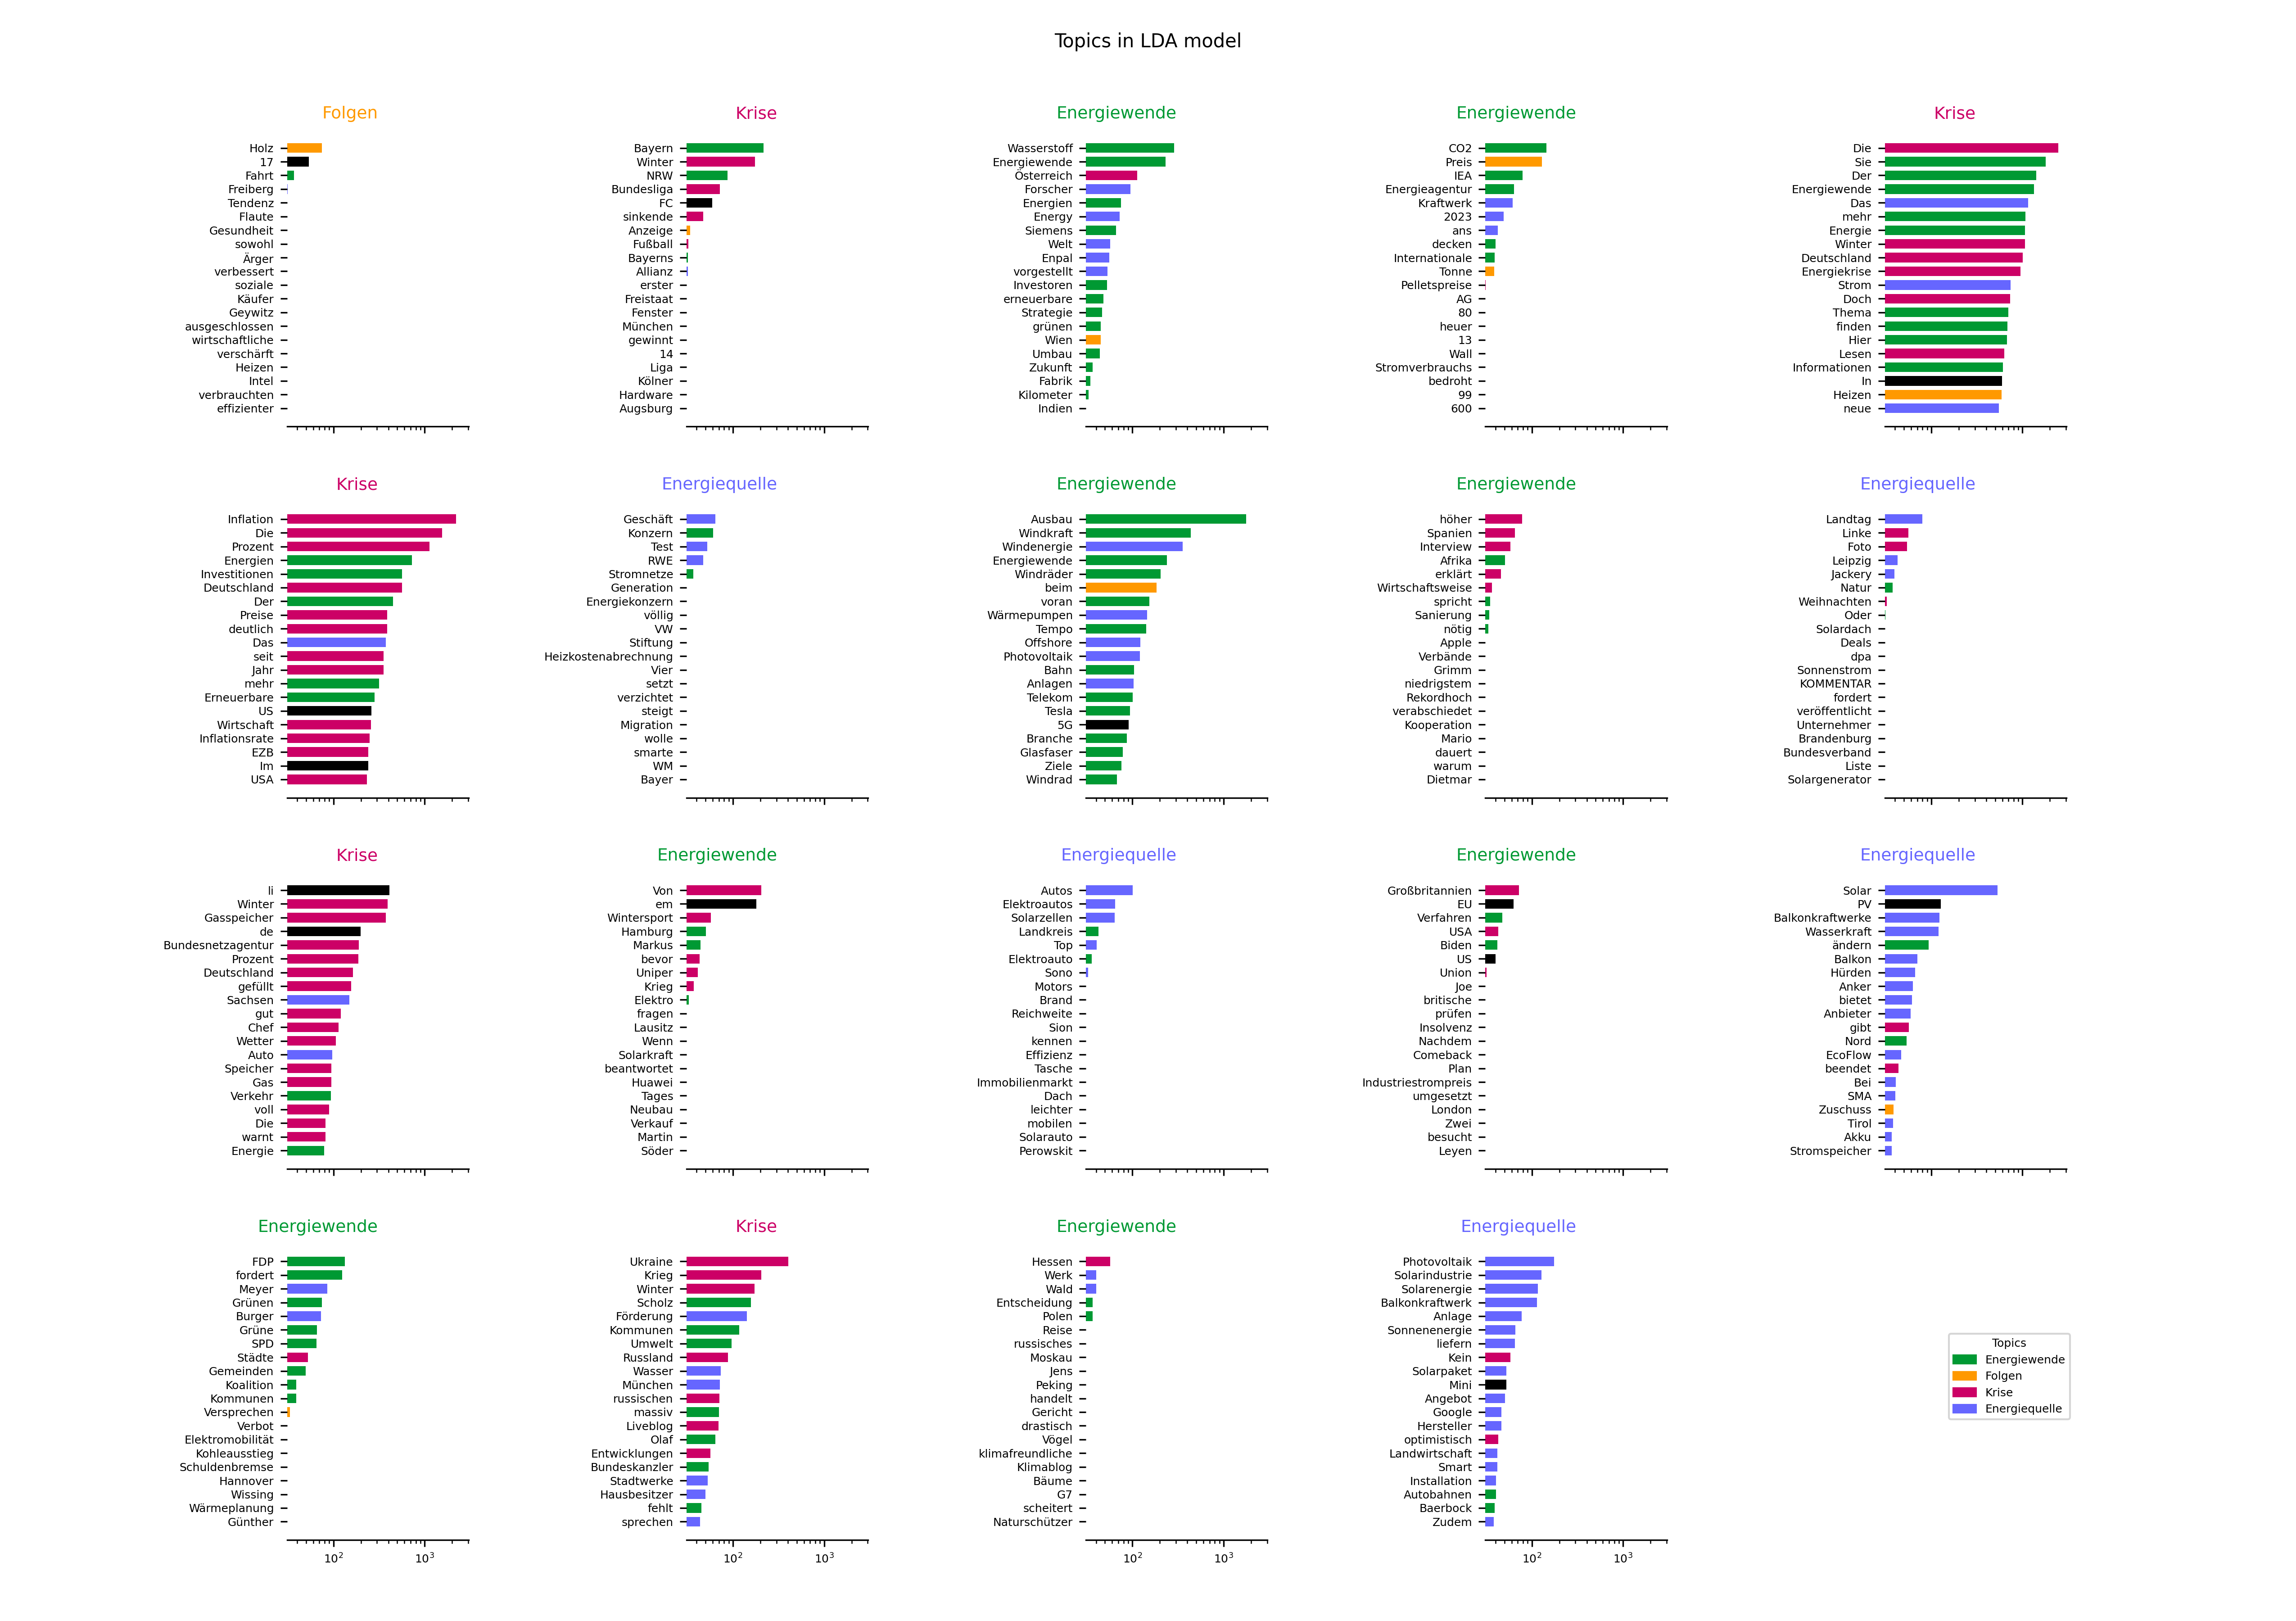 Topics in LDA model
Folgen
Holz
17
Fahrt
Freiberg
Tendenz
Flaute
Gesundheit
sowohl
Ärger
verbessert
soziale
Käufer
Geywitz
ausgeschlossen
wirtschaftliche
verschärft
Heizen
Intel
verbrauchten
effizienter
Krise
Bayern
Winter
NRW
Bundesliga
FC
sinkende
Anzeige
Fußball
Bayerns
Allianz
erster
Freistaat
Fenster
München
gewinnt
14
Liga
Kölner
Hardware
Augsburg
Energiewende
Wasserstoff
Energiewende
Österreich
Forscher
Energien
Energy
Siemens
Welt
Enpal
vorgestellt
Investoren
erneuerbare
Strategie
grünen
Wien
Umbau
Zukunft
Fabrik
Kilometer
Indien
Energiewende
CO2
Preis
IEA
Energieagentur
Kraftwerk
2023
ans
decken
Internationale
Tonne
Pelletspreise
AG
80
heuer
13
Wall
Stromverbrauchs
bedroht
99
600
Krise
Die
Sie
Der
Energiewende
Das
mehr
Energie
Winter
Deutschland
Energiekrise
Strom
Doch
Thema
finden
Hier
Lesen
Informationen
In
Heizen
neue
Krise
Inflation
Die
Prozent
Energien
Investitionen
Deutschland
Der
Preise
deutlich
Das
seit
Jahr
mehr
Erneuerbare
US
Wirtschaft
Inflationsrate
EZB
Im
USA
Energiequelle
Geschäft
Konzern
Test
RWE
Stromnetze
Generation
Energiekonzern
völlig
VW
Stiftung
Heizkostenabrechnung
Vier
setzt
verzichtet
steigt
Migration
wolle
smarte
WM
Bayer
Energiewende
Ausbau
Windkraft
Windenergie
Energiewende
Windräder
beim
voran
Wärmepumpen
Tempo
Offshore
Photovoltaik
Bahn
Anlagen
Telekom
Tesla
5G
Branche
Glasfaser
Ziele
Windrad
Energiewende
höher
Spanien
Interview
Afrika
erklärt
Wirtschaftsweise
spricht
Sanierung
nötig
Apple
Verbände
Grimm
niedrigstem
Rekordhoch
verabschiedet
Kooperation
Mario
dauert
warum
Dietmar
Energiequelle
Landtag
Linke
Foto
Leipzig
Jackery
Natur
Weihnachten
Oder
Solardach
Deals
dpa
Sonnenstrom
KOMMENTAR
fordert
veröffentlicht
Unternehmer
Brandenburg
Bundesverband
Liste
Solargenerator
Krise
li
Winter
Gasspeicher
de
Bundesnetzagentur
Prozent
Deutschland
gefüllt
Sachsen
gut
Chef
Wetter
Auto
Speicher
Gas
Verkehr
voll
Die
warnt
Energie
Energiewende
Von
em
Wintersport
Hamburg
Markus
bevor
Uniper
Krieg
Elektro
fragen
Lausitz
Wenn
Solarkraft
beantwortet
Huawei
Tages
Neubau
Verkauf
Martin
Söder
Energiequelle
Autos
Elektroautos
Solarzellen
Landkreis
Top
Elektroauto
Sono
Motors
Brand
Reichweite
Sion
kennen
Effizienz
Tasche
Immobilienmarkt
Dach
leichter
mobilen
Solarauto
Perowskit
Energiewende
Großbritannien
EU
Verfahren
USA
Biden
US
Union
Joe
britische
prüfen
Insolvenz
Nachdem
Comeback
Plan
Industriestrompreis
umgesetzt
London
Zwei
besucht
Leyen
Energiequelle
Solar
PV
Balkonkraftwerke
Wasserkraft
ändern
Balkon
Hürden
Anker
bietet
Anbieter
gibt
Nord
EcoFlow
beendet
Bei
SMA
Zuschuss
Tirol
Akku
Stromspeicher
Energiewende
FDP
fordert
Meyer
Grünen
Burger
Grüne
SPD
Städte
Gemeinden
Koalition
Kommunen
Versprechen
Verbot
Elektromobilität
Kohleausstieg
Schuldenbremse
Hannover
Wissing
Wärmeplanung
Günther
10² 10³
Krise
Ukraine
Krieg
Winter
Scholz
Förderung
Kommunen
Umwelt
Russland
Wasser
München
russischen
massiv
Liveblog
Olaf
Entwicklungen
Bundeskanzler
Stadtwerke
Hausbesitzer
fehlt
sprechen
10² 10³
Energiewende
Hessen
Werk
Wald
Entscheidung
Polen
Reise
russisches
Moskau
Jens
Peking
handelt
Gericht
drastisch
Vögel
klimafreundliche
Klimablog
Bäume
G7
scheitert
Naturschützer
10² 10³
Energiequelle
Photovoltaik
Solarindustrie
Solarenergie
Balkonkraftwerk
Anlage
Sonnenenergie
liefern
Kein
Solarpaket
Mini
Angebot
Google
Hersteller
optimistisch
Landwirtschaft
Smart
Installation
Autobahnen
Baerbock
Zudem
10² 10³
Topics
Energiewende
Folgen
Krise
Energiequelle